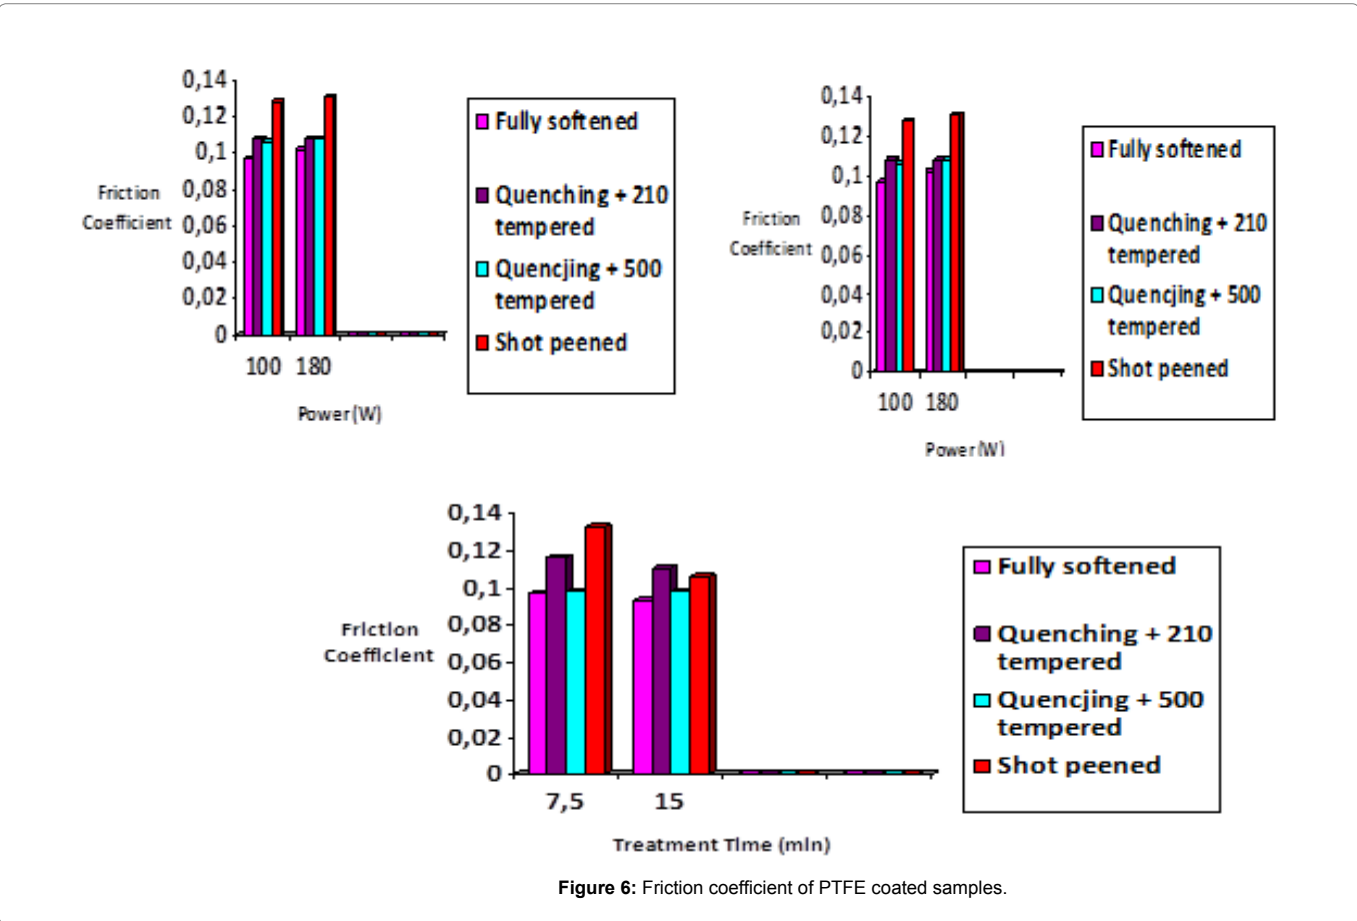 0,14
0,12
0,1
0,08
0,06
0,04
0,02
0
Friction
Coefficient
100 180
Power(W)
Fully softened
Quenching + 210
tempered
Quencjing + 500
tempered
Shot peened
0,14
0,12
0,1
0,08
0,06
0,04
0,02
0
Friction
Coefficient
100 180
Power(W)
Fully softened
Quenching + 210
tempered
Quencjing + 500
tempered
Shot peened
0,14
0,12
0,1
0,08
0,06
0,04
0,02
0
Friction
Coefficient
7,5 15
Treatment Time (min)
Fully softened
Quenching + 210
tempered
Quencjing + 500
tempered
Shot peened
Figure 6: Friction coefficient of PTFE coated samples.